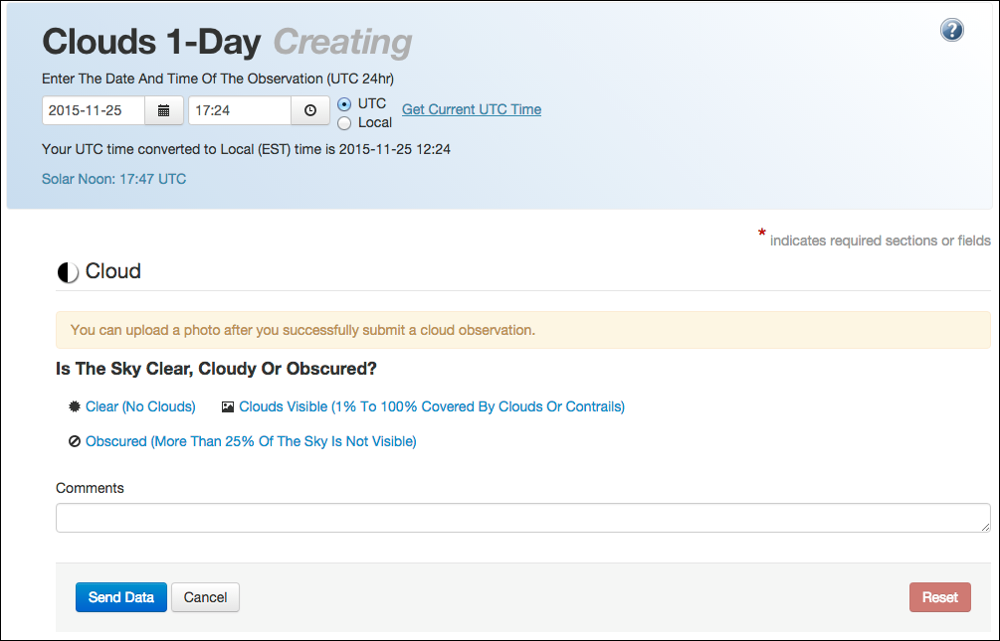 Clouds 1-Day Creating
?
Enter The Date And Time Of The Observation (UTC 24hr)
2015-11-25 17:24 UTC Get Current UTC Time
Local
Your UTC time converted to Local (EST) time is 2015-11-25 12:24
Solar Noon: 17:47 UTC
* indicates required sections or fields
Cloud
You can upload a photo after you successfully submit a cloud observation.
Is The Sky Clear, Cloudy Or Obscured?
Clear (No Clouds) Clouds Visible (1% To 100% Covered By Clouds Or Contrails)
Obscured (More Than 25% Of The Sky Is Not Visible)
Comments
Send Data Cancel Reset